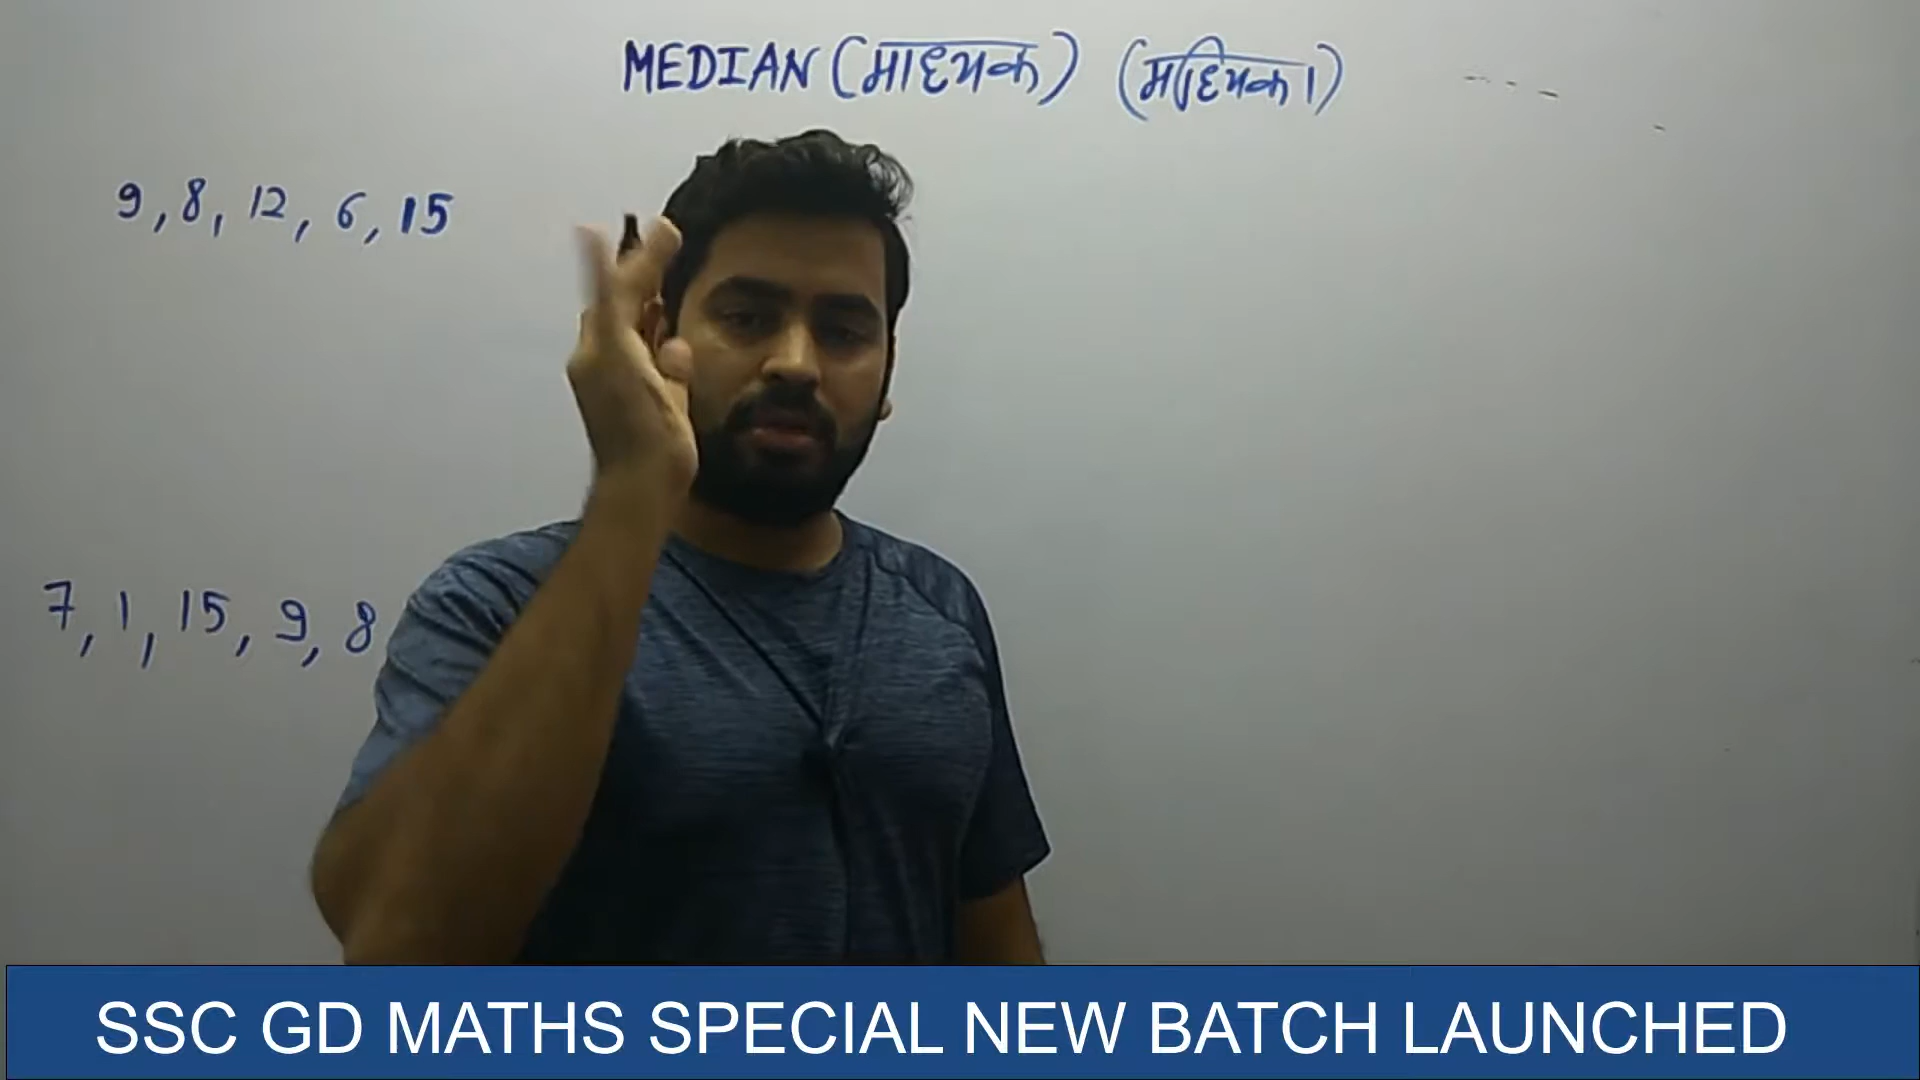 MEDIAN (माध्यक) (मध्यिका)
9, 8, 12, 6, 15
7, 1, 15, 9, 8
SSC GD MATHS SPECIAL NEW BATCH LAUNCHED